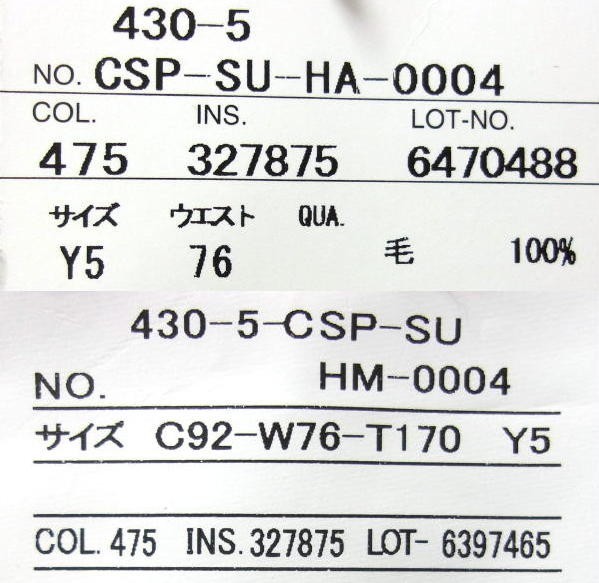 430-5
NO. CSP-SU-HA-0004
COL. INS. LOT-NO.
475 327875 6470488
サイズ ウエスト QUA.
Y5 76 毛 100%
430-5-CSP-SU
NO. HM-0004
サイズ C92-W76-T170 Y5
COL. 475 INS. 327875 LOT- 6397465